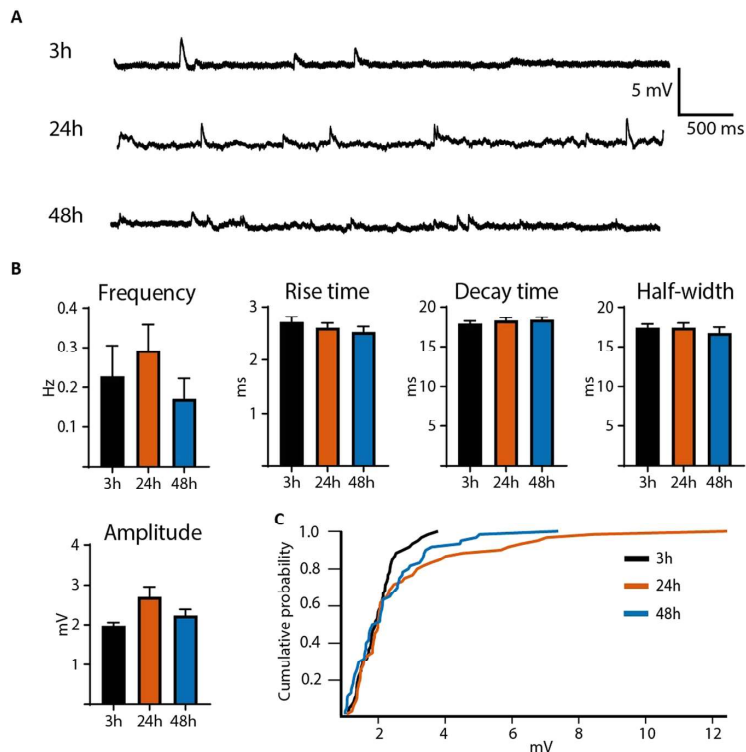 A
3h
5 mV
500 ms
24h
48h
B
Frequency
0.4
0.3
0.2
0.1
Hz
3h 24h 48h
Rise time
3
2
1
ms
3h 24h 48h
Decay time
20
15
10
5
ms
3h 24h 48h
Half-width
20
15
10
5
ms
3h 24h 48h
Amplitude
4
3
2
1
mV
3h 24h 48h
C
Cumulative probability
1.0
0.8
0.6
0.4
0.2
3h
24h
48h
2 4 6 8 10 12
mV